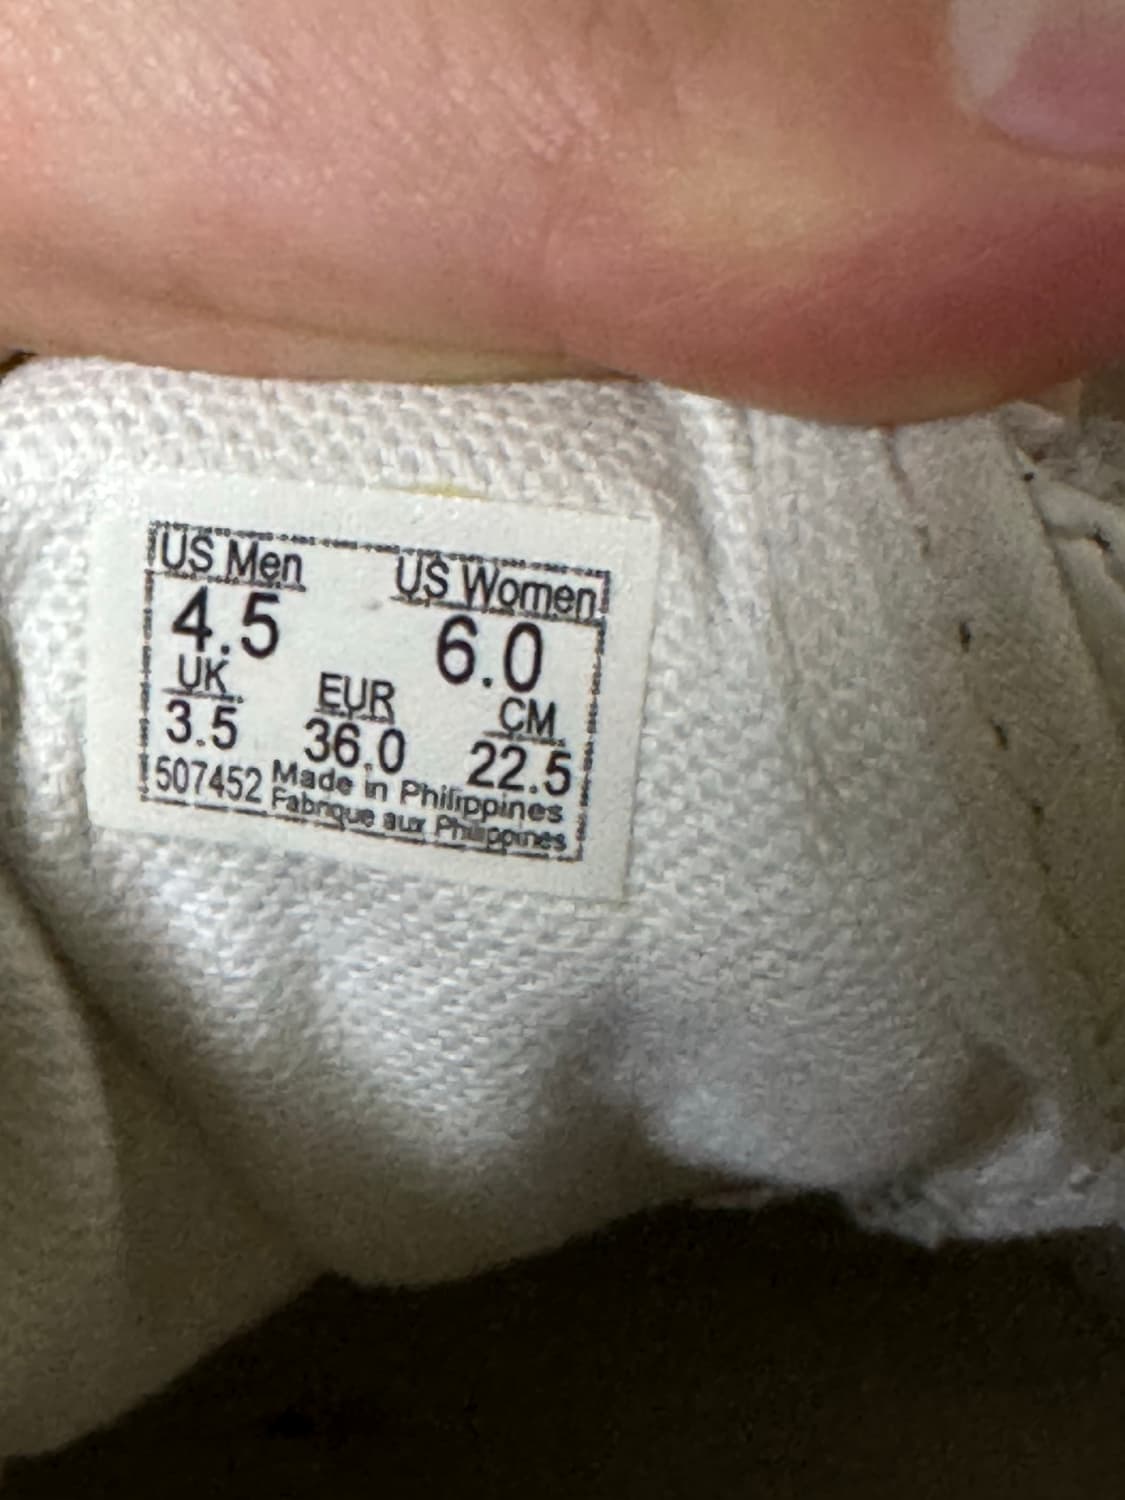 US Men US Women
4.5 6.0
UK EUR CM
3.5 36.0 22.5
507452 Made in Philippines
Fabrique aux Philippines